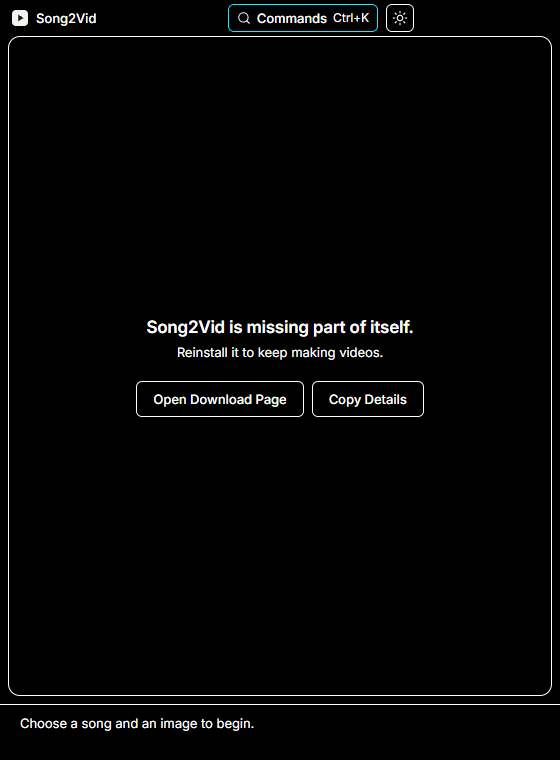 Song2Vid
Commands Ctrl+K
Song2Vid is missing part of itself.
Reinstall it to keep making videos.
Open Download Page
Copy Details
Choose a song and an image to begin.